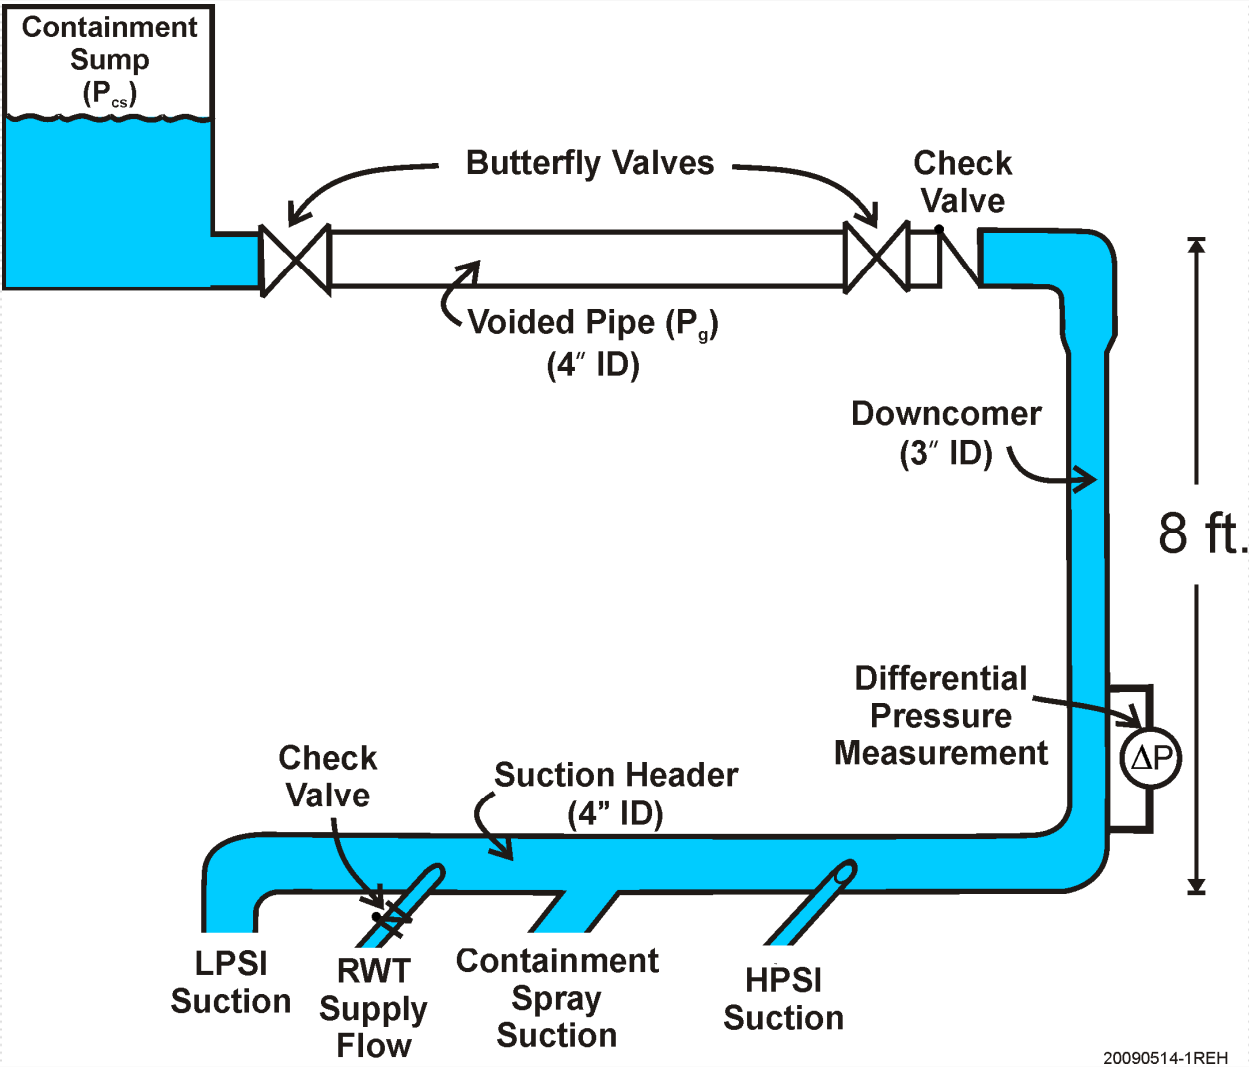 Containment
Sump
(Pcs)
Butterfly Valves
Check
Valve
Voided Pipe (Pg)
(4″ ID)
Downcomer
(3″ ID)
8 ft.
Differential
Pressure
Measurement
ΔP
Check
Valve
Suction Header
(4” ID)
LPSI
Suction
RWT
Supply
Flow
Containment
Spray
Suction
HPSI
Suction
20090514-1REH